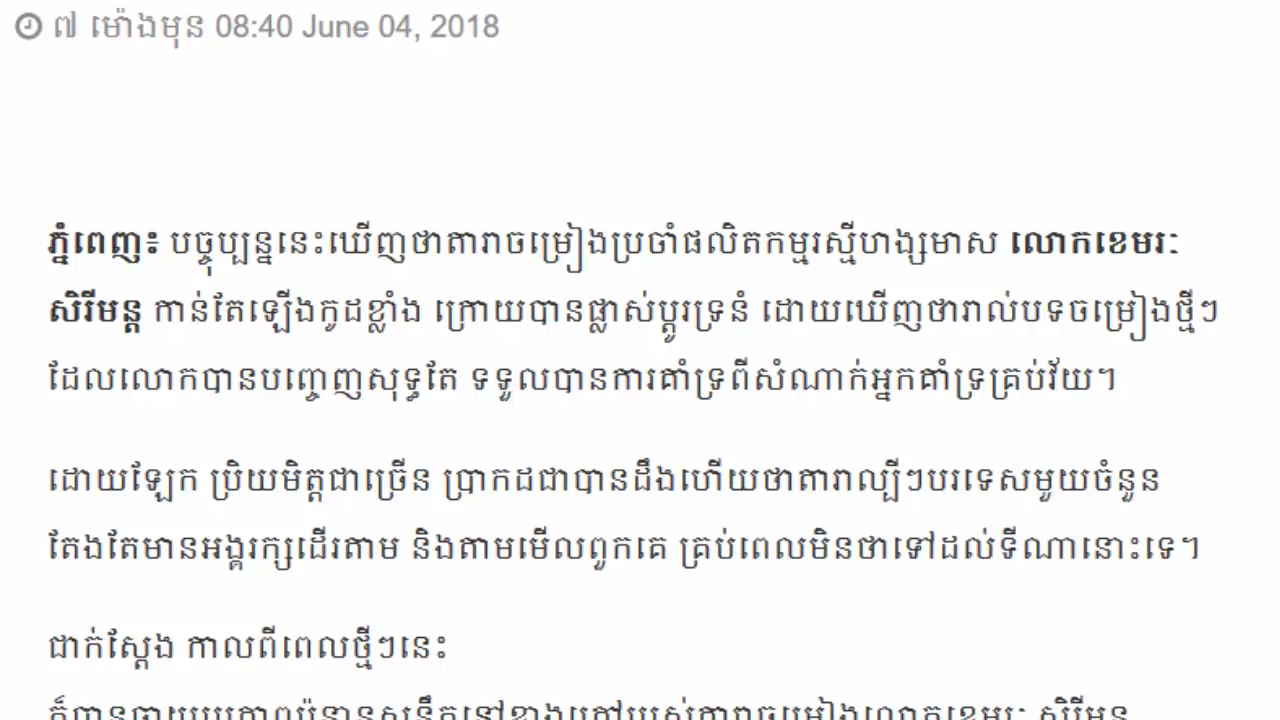 ៧ ម៉ោងមុន 08:40 June 04, 2018
ភ្នំពេញ៖ បច្ចុប្បន្ននេះឃើញថាតារាចម្រៀងប្រចាំផលិតកម្មរស្មីហង្សមាស លោកខេមរៈ
សិរីមន្ត កាន់តែឡើងកូដខ្លាំង ក្រោយបានផ្លាស់ប្តូរទ្រនំ ដោយឃើញថារាល់បទចម្រៀងថ្មីៗ
ដែលលោកបានបញ្ចេញសុទ្ធតែ ទទួលបានការគាំទ្រពីសំណាក់អ្នកគាំទ្រគ្រប់វ័យ។
ដោយឡែក ប្រិយមិត្តជាច្រើន ប្រាកដជាបានដឹងហើយថាតារាល្បីៗបរទេសមួយចំនួន
តែងតែមានអង្គរក្សដើរតាម និងតាមមើលពួកគេ គ្រប់ពេលមិនថាទៅដល់ទីណានោះទេ។
ជាក់ស្តែង កាលពីពេលថ្មីៗនេះ